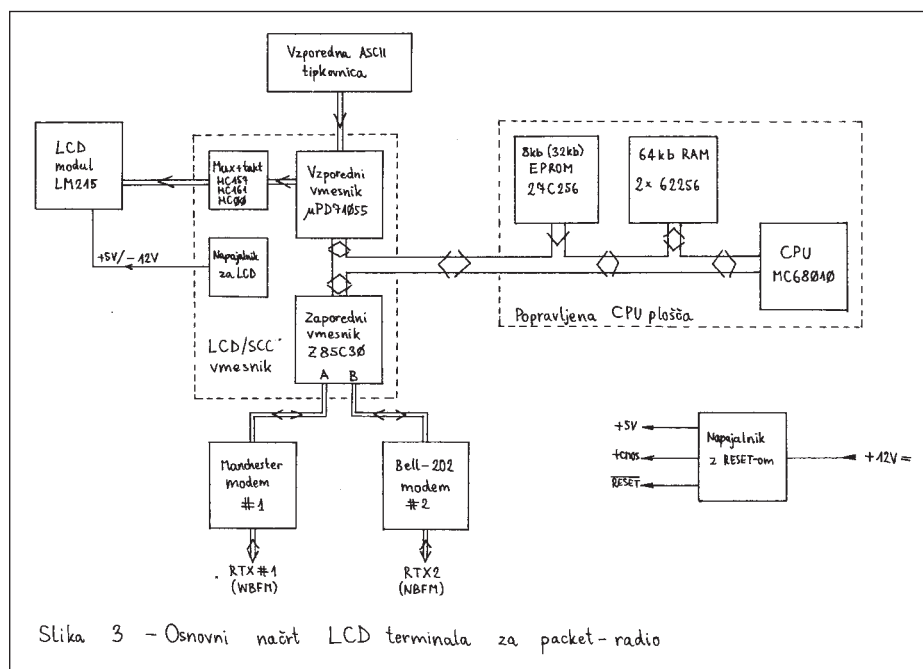 Vzporedna ASCII
tipkovnica
LCD
modul
LM215
Mux+takt
HC157
HC161
HC00
Vzporedni
vmesnik
μPD71055
8kb (32kb)
EPROM
27C256
64kb RAM
2× 62256
CPU
MC68010
+5V/−12V
Napajalnik
za LCD
Popravljena CPU plošča
Zaporedni
vmesnik
Z85C30
A B
LCD/SCC
vmesnik
Manchester
modem
#1
Bell-202
modem
#2
+5V
+CMOS
RESET
Napajalnik
z RESET-om
+12V=
RTX#1
(WBFM)
RTX2
(NBFM)
Slika 3 - Osnovni načrt LCD terminala za packet-radio